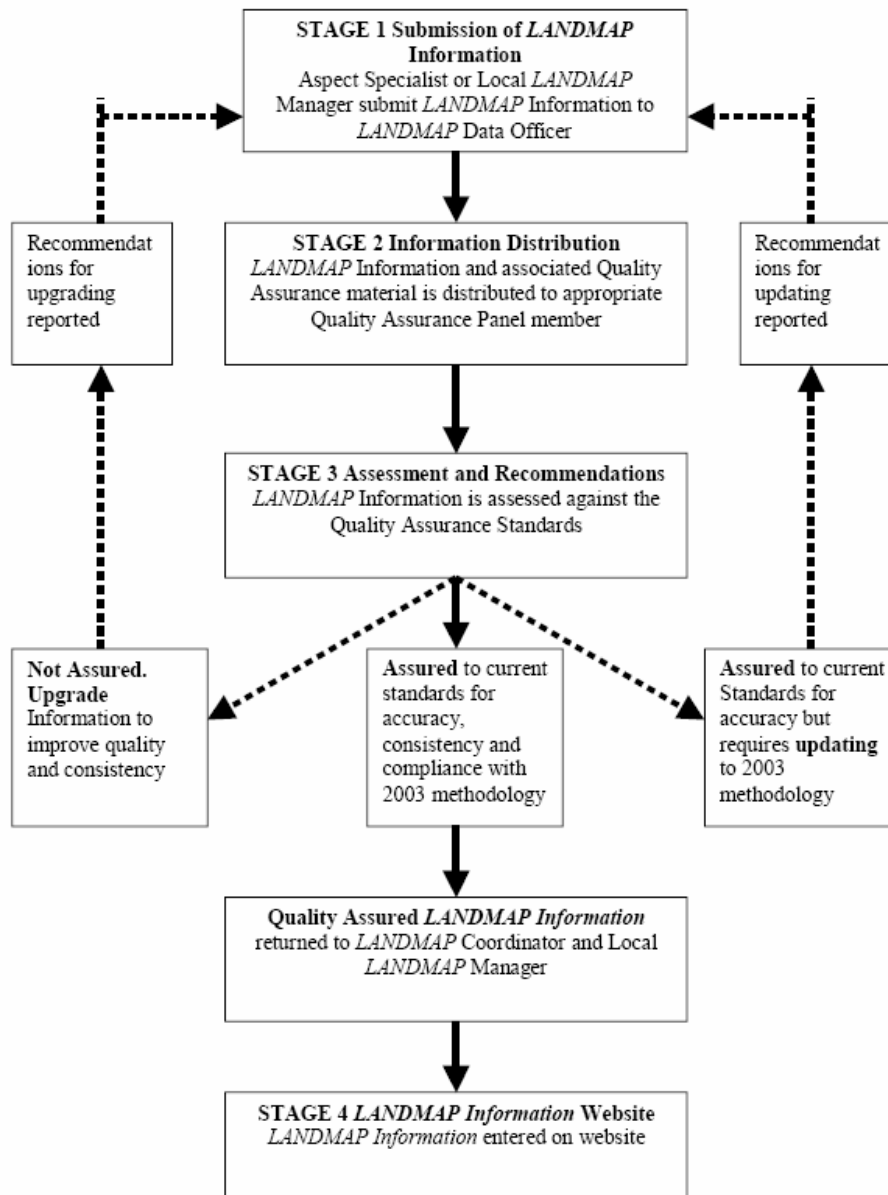 STAGE 1 Submission of LANDMAP
Information
Aspect Specialist or Local LANDMAP
Manager submit LANDMAP Information to
LANDMAP Data Officer
Recommendat
ions for
upgrading
reported
STAGE 2 Information Distribution
LANDMAP Information and associated Quality
Assurance material is distributed to appropriate
Quality Assurance Panel member
Recommendat
ions for
updating
reported
STAGE 3 Assessment and Recommendations
LANDMAP Information is assessed against the
Quality Assurance Standards
Not Assured.
Upgrade
Information to
improve quality
and consistency
Assured to current
standards for
accuracy,
consistency and
compliance with
2003 methodology
Assured to current
Standards for
accuracy but
requires updating
to 2003
methodology
Quality Assured LANDMAP Information
returned to LANDMAP Coordinator and Local
LANDMAP Manager
STAGE 4 LANDMAP Information Website
LANDMAP Information entered on website